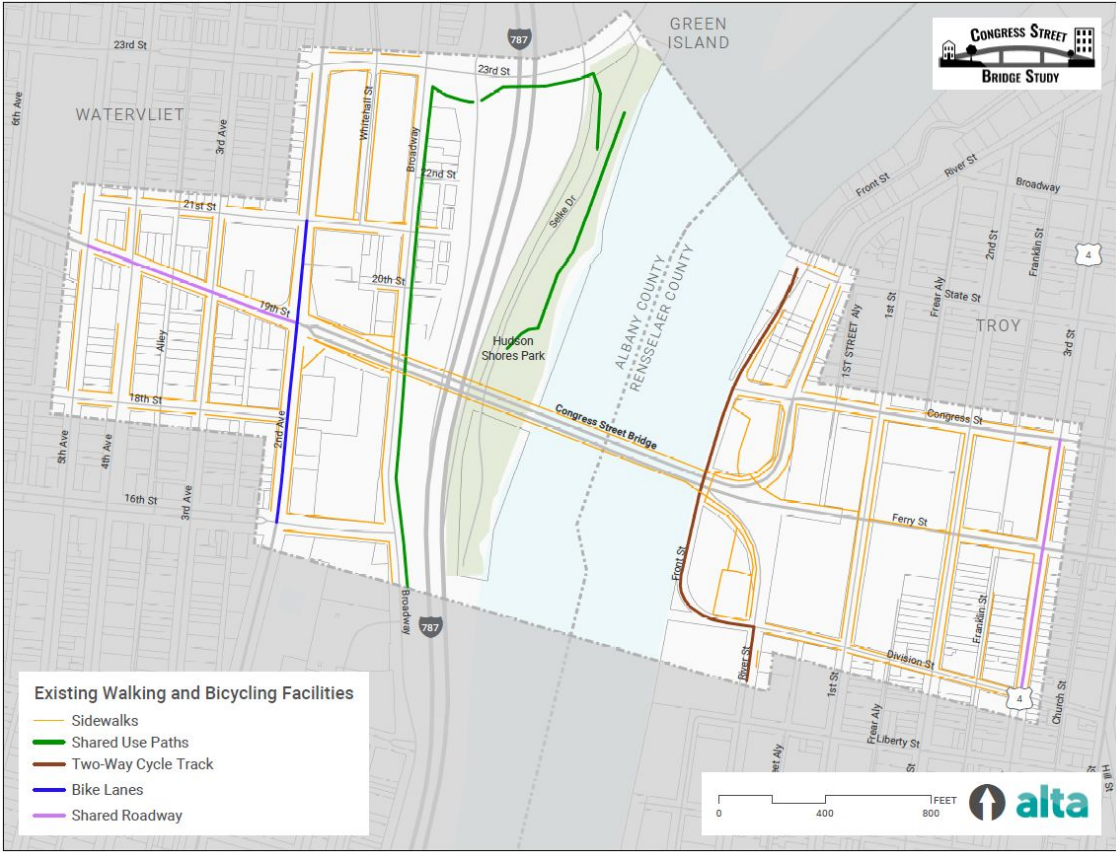 GREEN
ISLAND
CONGRESS STREET
BRIDGE STUDY
787
23rd St
23rd St
6th Ave
WATERVLIET
3rd Ave
Whitehall St
Broadway
22nd St
21st St
Selke Dr
20th St
19th St
Alley
Hudson
Shores Park
18th St
2nd Ave
5th Ave
4th Ave
3rd Ave
16th St
Broadway
787
ALBANY COUNTY
RENSSELAER COUNTY
Congress Street Bridge
Front St
River St
Broadway
2nd St
Franklin St
4
Frear Aly
1st St
State St
TROY
1ST STREET Aly
3rd St
Congress St
Ferry St
Front St
Franklin St
Division St
River St
1st St
4
Church St
Frear Aly
Liberty St
eet Aly
St
Hill St
Existing Walking and Bicycling Facilities
Sidewalks
Shared Use Paths
Two-Way Cycle Track
Bike Lanes
Shared Roadway
0 400 800 FEET
alta